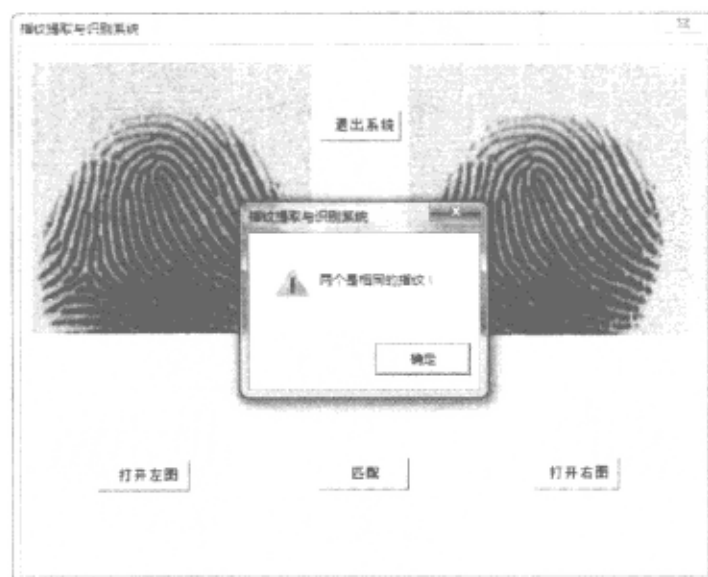 指纹提取与识别系统
退出系统
指纹提取与识别系统
两个是相同的指纹！
确定
打开左图
匹配
打开右图